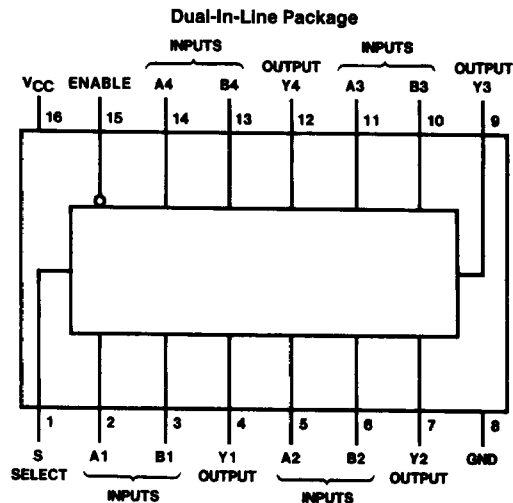 Dual-In-Line Package
INPUTS INPUTS
OUTPUT OUTPUT
VCC ENABLE A4 B4 Y4 A3 B3 Y3
16 15 14 13 12 11 10 9
1 2 3 4 5 6 7 8
S A1 B1 Y1 A2 B2 Y2 GND
SELECT OUTPUT OUTPUT
INPUTS INPUTS